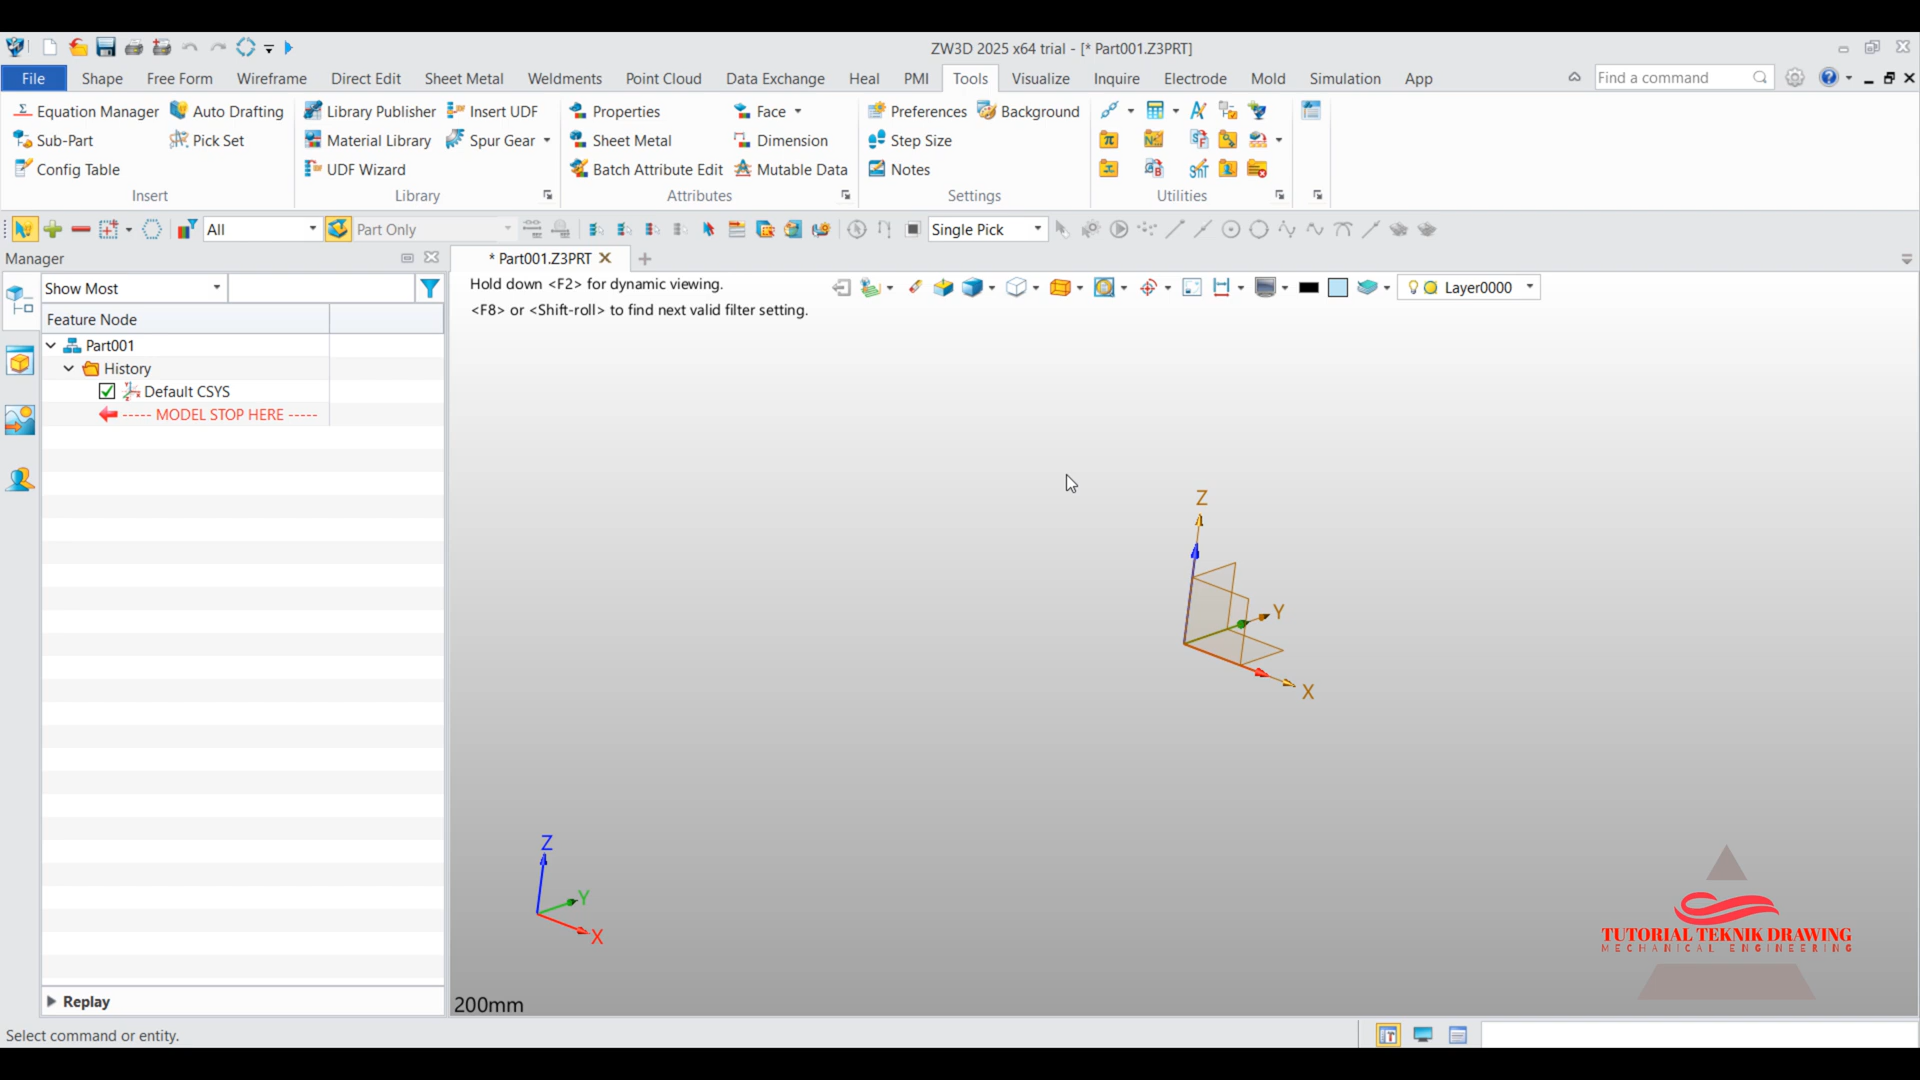 ZW3D 2025 x64 trial - [* Part001.Z3PRT]
File Shape Free Form Wireframe Direct Edit Sheet Metal Weldments Point Cloud Data Exchange Heal PMI Tools Visualize Inquire Electrode Mold Simulation App Find a command
Equation Manager Auto Drafting Library Publisher Insert UDF Properties Face Preferences Background
Sub-Part Pick Set Material Library Spur Gear Sheet Metal Dimension Step Size
Config Table UDF Wizard Batch Attribute Edit Mutable Data Notes
Insert Library Attributes Settings Utilities
All Part Only Single Pick
Manager * Part001.Z3PRT
Show Most Hold down <F2> for dynamic viewing. Layer0000
<F8> or <Shift-roll> to find next valid filter setting.
Feature Node
Part001
History
Default CSYS
----- MODEL STOP HERE -----
Z
Y
X
Z
Y
X
TUTORIAL TEKNIK DRAWING
MECHANICAL ENGINEERING
Replay
200mm
Select command or entity.